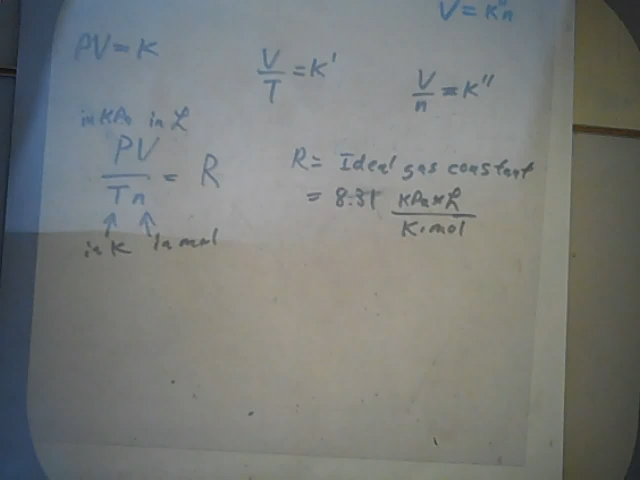 V = K"n
PV = K
V/T = K'
V/n = K"
in KPa in L
PV/Tn = R
R = Ideal gas constant
= 8.31 KPa×L/K·mol
↑ ↑
in K in mol